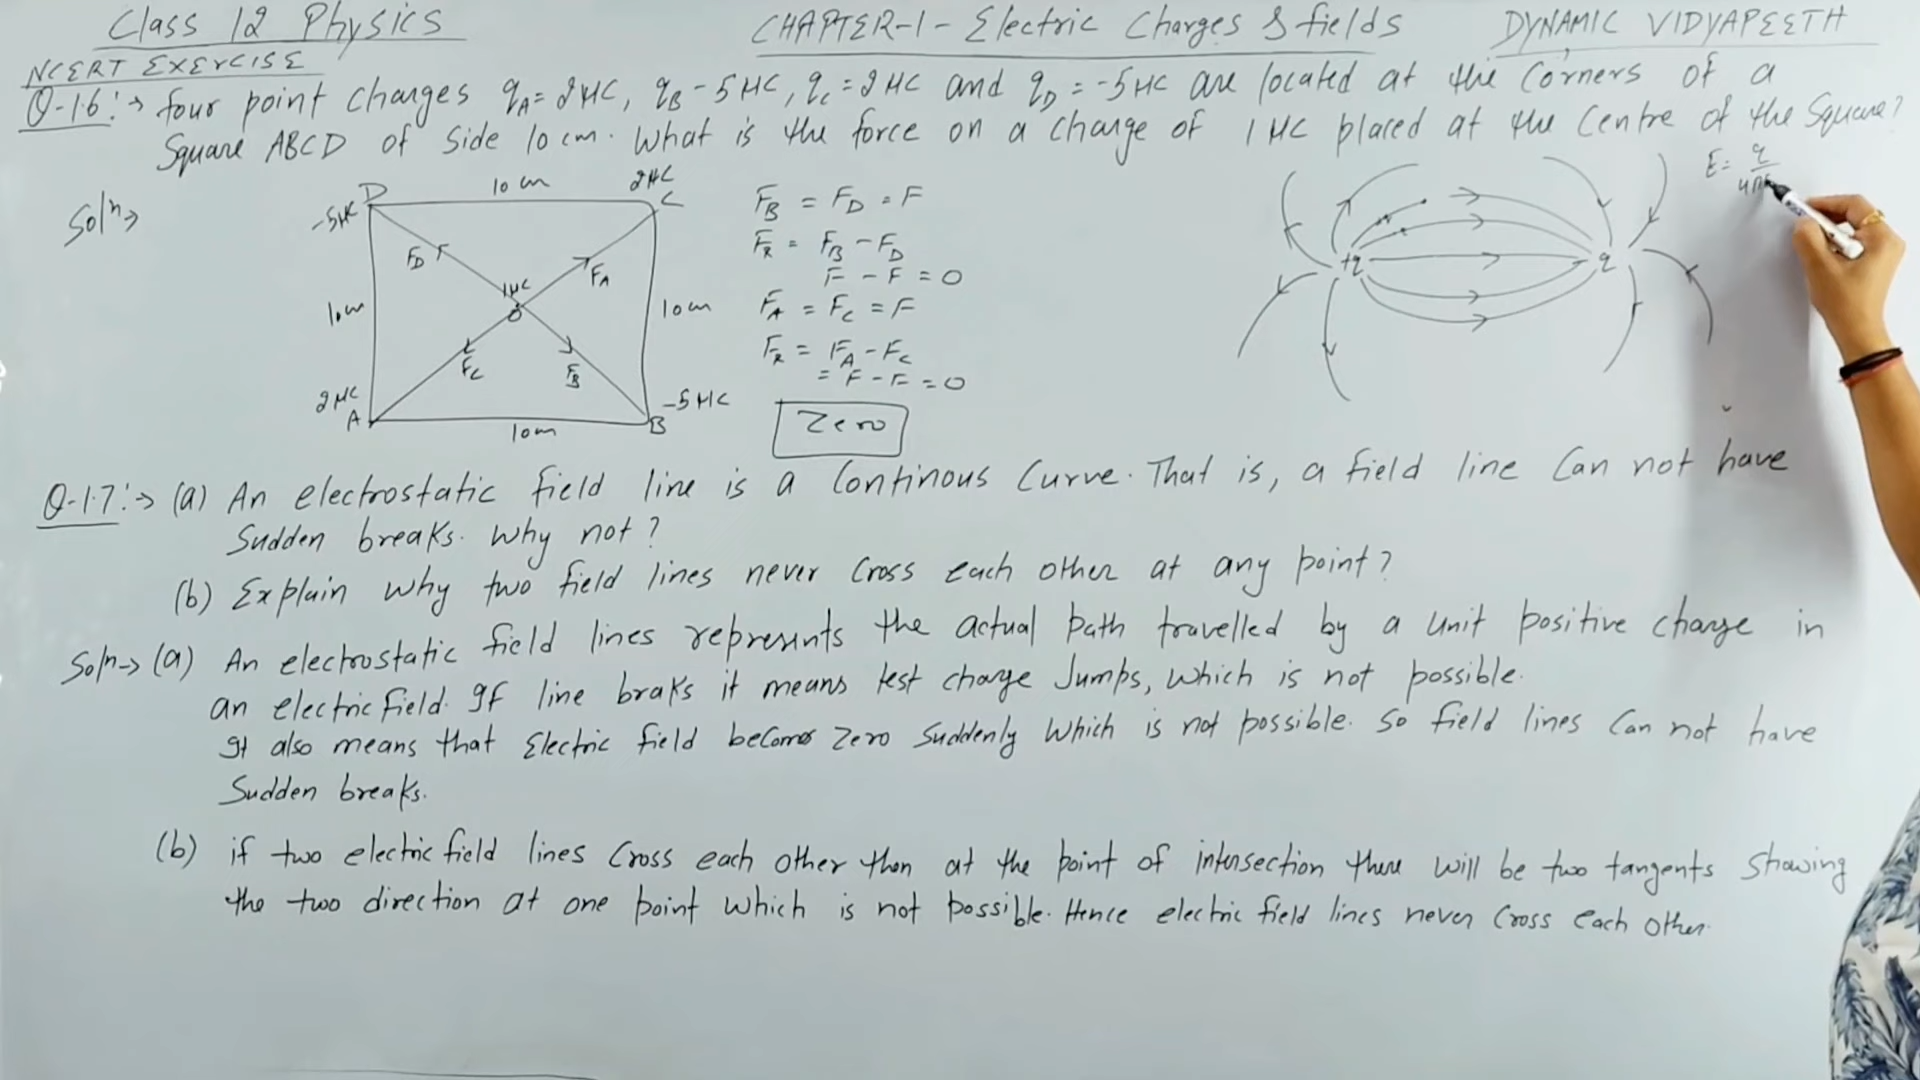 Class 12 Physics
CHAPTER-1 - Electric Charges & fields
DYNAMIC VIDYAPEETH
NCERT EXERCISE
Q-1.6:→ four point charges qA = 2μC, qB - 5μC, qC = 2μC and qD = -5μC are located at the Corners of a
Square ABCD of Side 10 cm. What is the force on a charge of 1μC placed at the Centre of the Square?
Solⁿ→
D
10 cm
2μC
C
-5μC
FD
FA
1μC
O
10cm
10cm
FC
FB
2μC
A
10cm
B
-5μC
FB = FD = F
FR = FB - FD
F - F = 0
FA = FC = F
FR = FA - FC
= F - F = 0
Zero
+q
- q
E = q
4π
Q-1.7:→ (a) An electrostatic field line is a Continous Curve. That is, a field line Can not have
Sudden breaks. Why not?
(b) Explain why two field lines never Cross each other at any point?
Solⁿ→ (a) An electrostatic field lines represnts the actual path travelled by a unit positive charge in
an electric field. If line braks it means test charge Jumps, which is not possible.
It also means that Electric field becomes zero suddenly which is not possible. So field lines Can not have
Sudden breaks.
(b) if two electric field lines Cross each other then at the point of intersection there will be two tangents Showing
the two direction at one point which is not possible. Hence electric field lines never Cross each other.